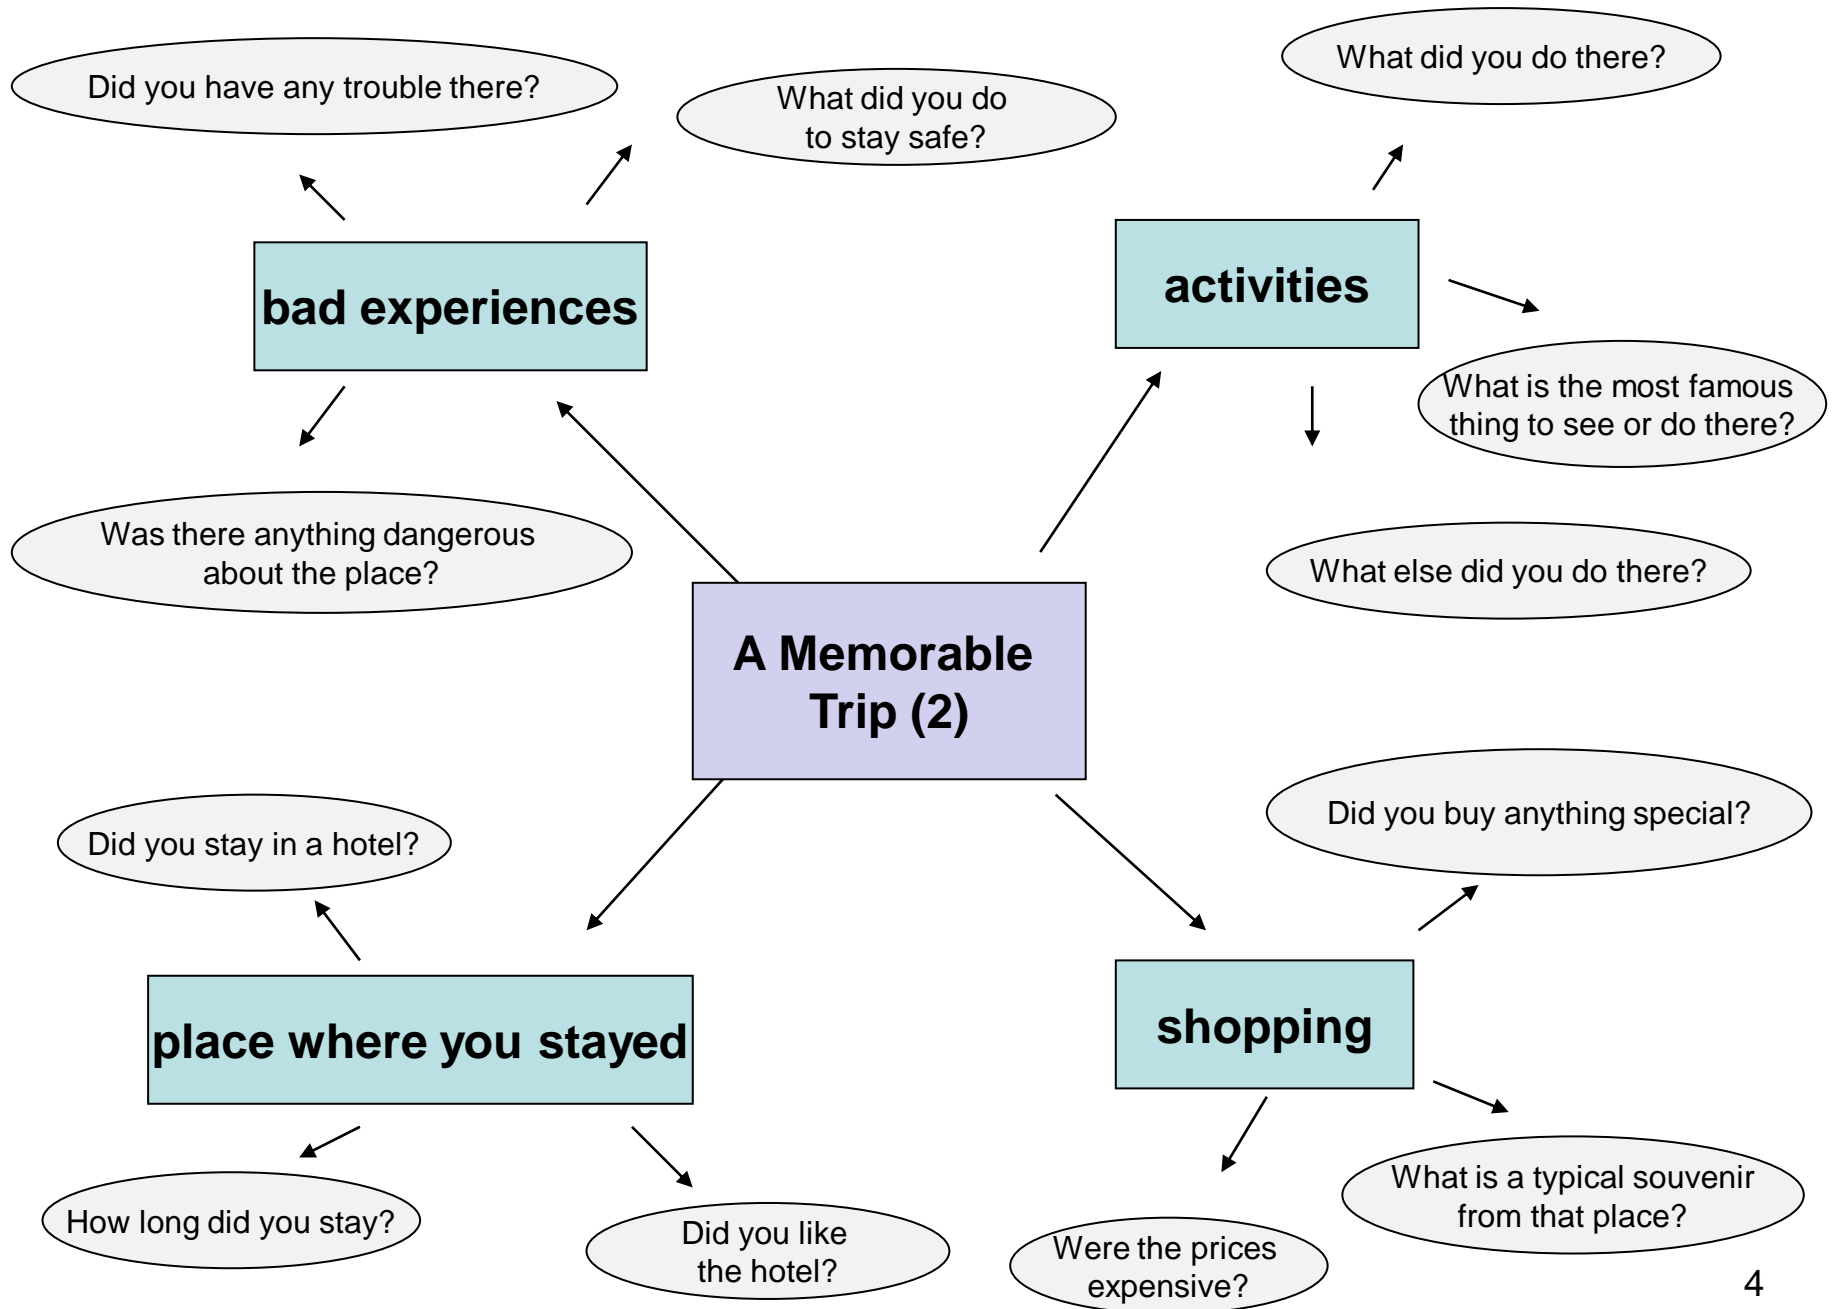 Did you have any trouble there?
What did you do
to stay safe?
What did you do there?
bad experiences
activities
What is the most famous
thing to see or do there?
Was there anything dangerous
about the place?
What else did you do there?
A Memorable
Trip (2)
Did you stay in a hotel?
Did you buy anything special?
place where you stayed
shopping
How long did you stay?
Did you like
the hotel?
Were the prices
expensive?
What is a typical souvenir
from that place?
4